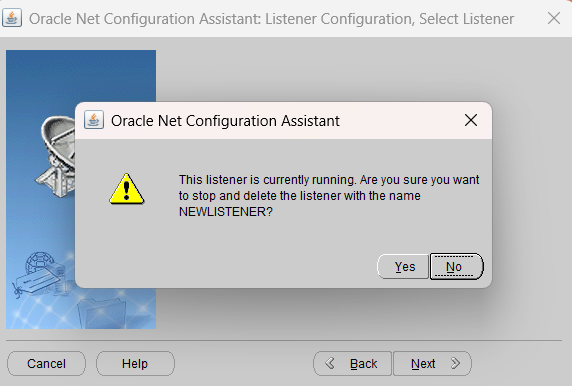 Oracle Net Configuration Assistant: Listener Configuration, Select Listener
Oracle Net Configuration Assistant
This listener is currently running. Are you sure you want
to stop and delete the listener with the name
NEWLISTENER?
Yes
No
Cancel
Help
Back
Next